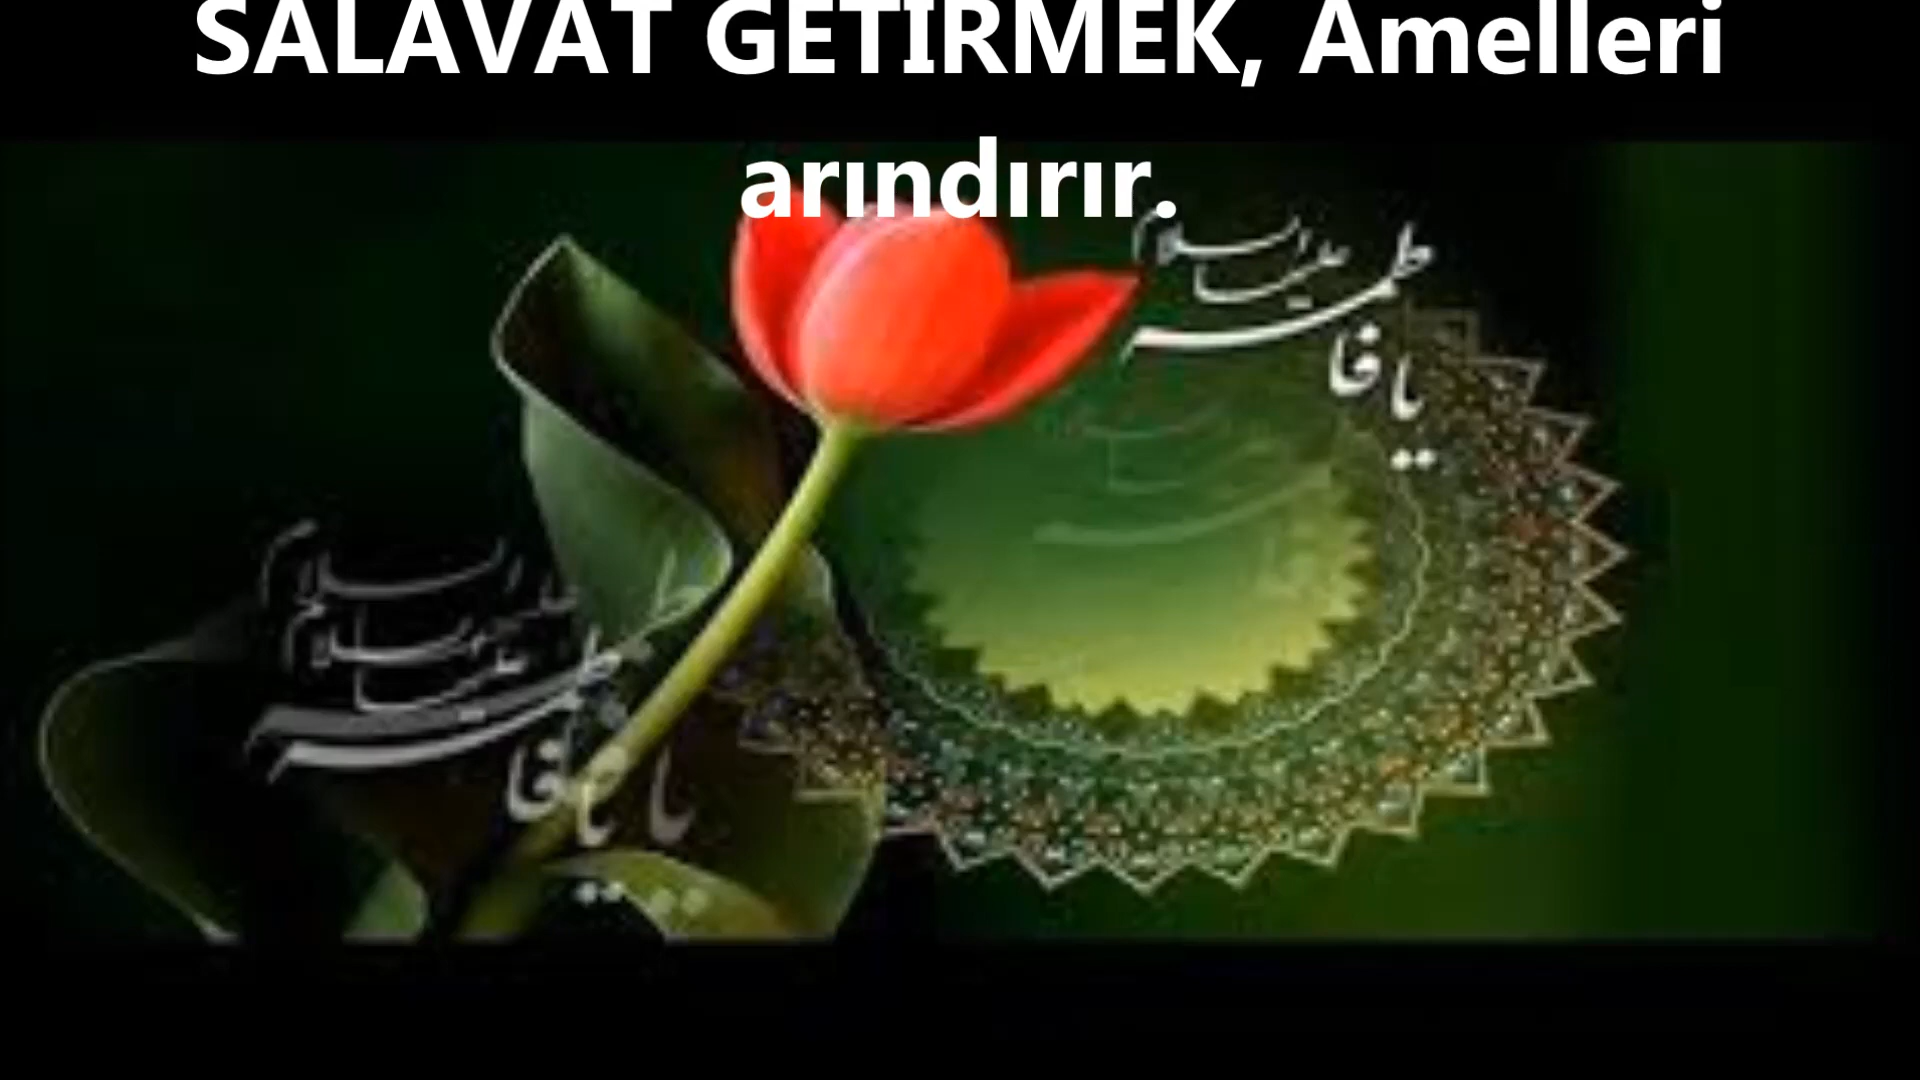 SALAVAT GETİRMEK, Amelleri
arındırır.
یا فاطمه
علیها السلام
یا فاطمه
علیها السلام